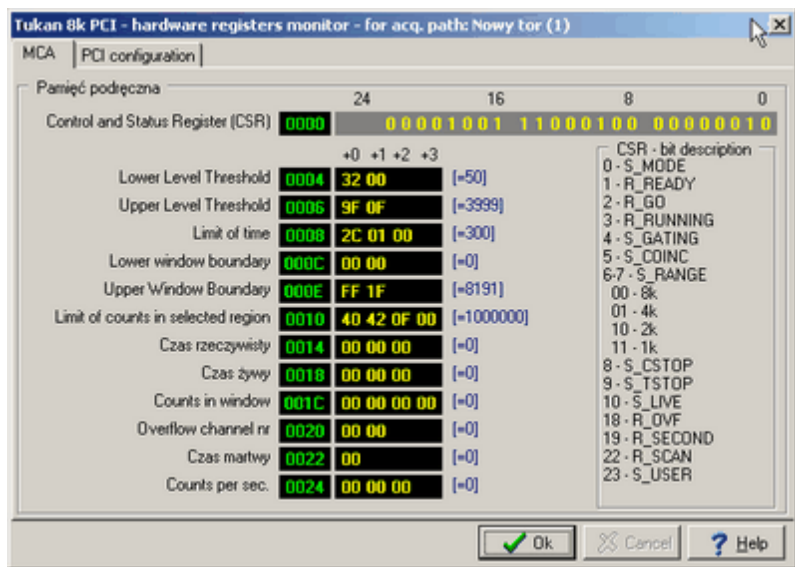 Tukan 8k PCI - hardware registers monitor - for acq. path: Nowy tor (1)
MCA PCI configuration
Pamięć podręczna
24 16 8 0
Control and Status Register (CSR) 0000 00001001 11000100 00000010
+0 +1 +2 +3
Lower Level Threshold 0004 32 00 [=50]
Upper Level Threshold 0006 9F 0F [=3999]
Limit of time 0008 2C 01 00 [=300]
Lower window boundary 000C 00 00 [=0]
Upper Window Boundary 000E FF 1F [=8191]
Limit of counts in selected region 0010 40 42 0F 00 [=1000000]
Czas rzeczywisty 0014 00 00 00 [=0]
Czas żywy 0018 00 00 00 [=0]
Counts in window 001C 00 00 00 00 [=0]
Overflow channel nr 0020 00 00 [=0]
Czas martwy 0022 00 [=0]
Counts per sec. 0024 00 00 00 [=0]
CSR - bit description
0 - S_MODE
1 - R_READY
2 - R_GO
3 - R_RUNNING
4 - S_GATING
5 - S_COINC
6-7 - S_RANGE
00 - 8k
01 - 4k
10 - 2k
11 - 1k
8 - S_CSTOP
9 - S_TSTOP
10 - S_LIVE
18 - R_OVF
19 - R_SECOND
22 - R_SCAN
23 - S_USER
Ok Cancel Help